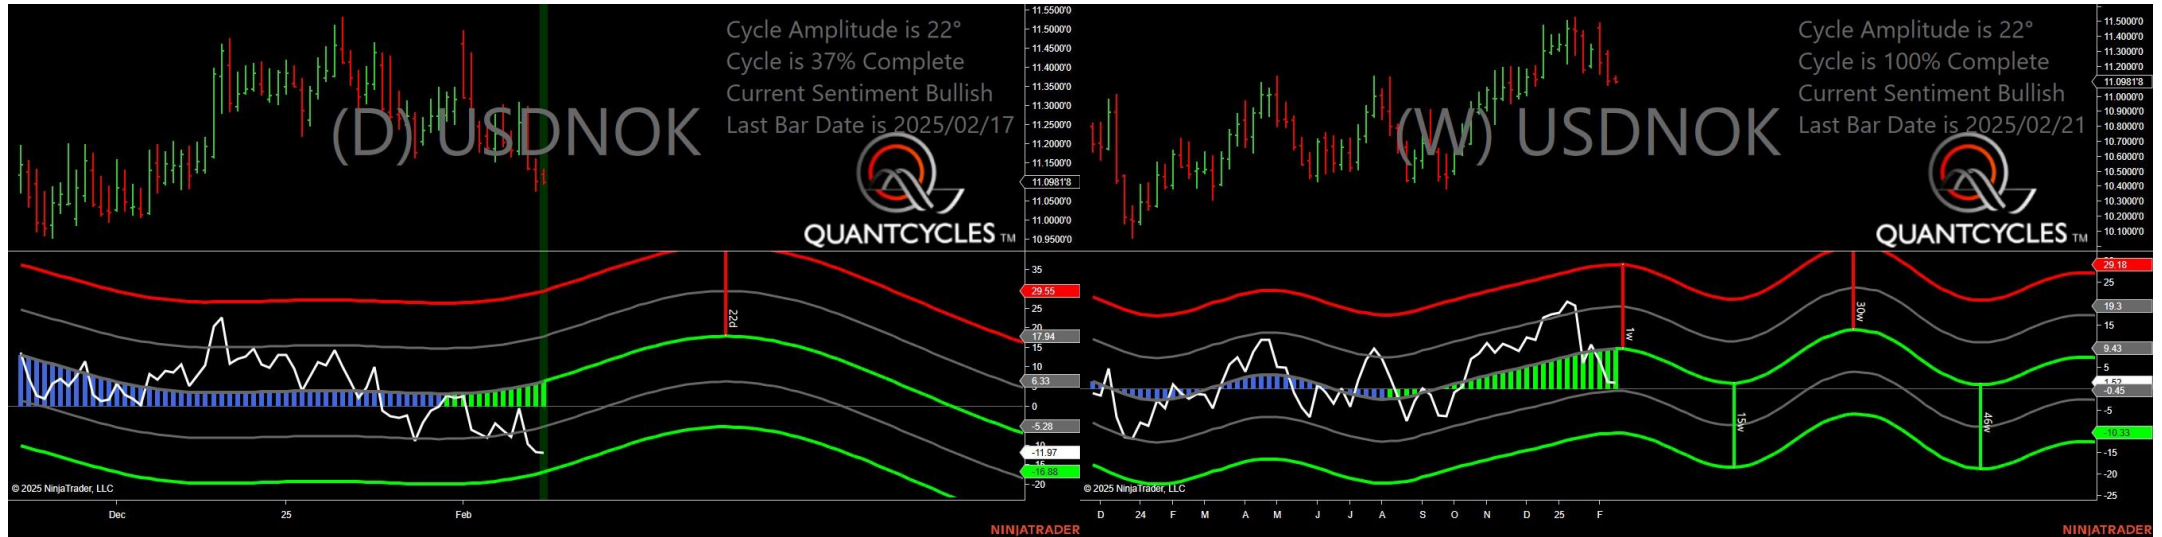 Cycle Amplitude is 22°
Cycle is 37% Complete
Current Sentiment Bullish
Last Bar Date is 2025/02/17
(D) USDNOK
QUANTCYCLES TM
11.5500'0
11.4500'0
11.4000'0
11.3500'0
11.3000'0
11.2500'0
11.2000'0
11.1500'0
11.0981'8
11.0500'0
11.0000'0
10.9500'0
35
29.55
25
20
17.94
15
10
6.33
5
0
-5.28
-10
-11.97
-15
-16.88
-20
22d
© 2025 NinjaTrader, LLC
Dec
25
Feb
NINJATRADER
Cycle Amplitude is 22°
Cycle is 100% Complete
Current Sentiment Bullish
Last Bar Date is 2025/02/21
(W) USDNOK
QUANTCYCLES TM
11.5000'0
11.3000'0
11.2000'0
11.0981'8
11.0000'0
10.9000'0
10.8000'0
10.7000'0
10.6000'0
10.5000'0
10.4000'0
10.3000'0
10.2000'0
10.1000'0
29.18
25
19.3
15
9.43
5
1.52
-0.45
-5
-10.33
-15
-20
-25
1w
15w
30w
46w
© 2025 NinjaTrader, LLC
D 24 F M A M J J A S O N D 25 F
NINJATRADER